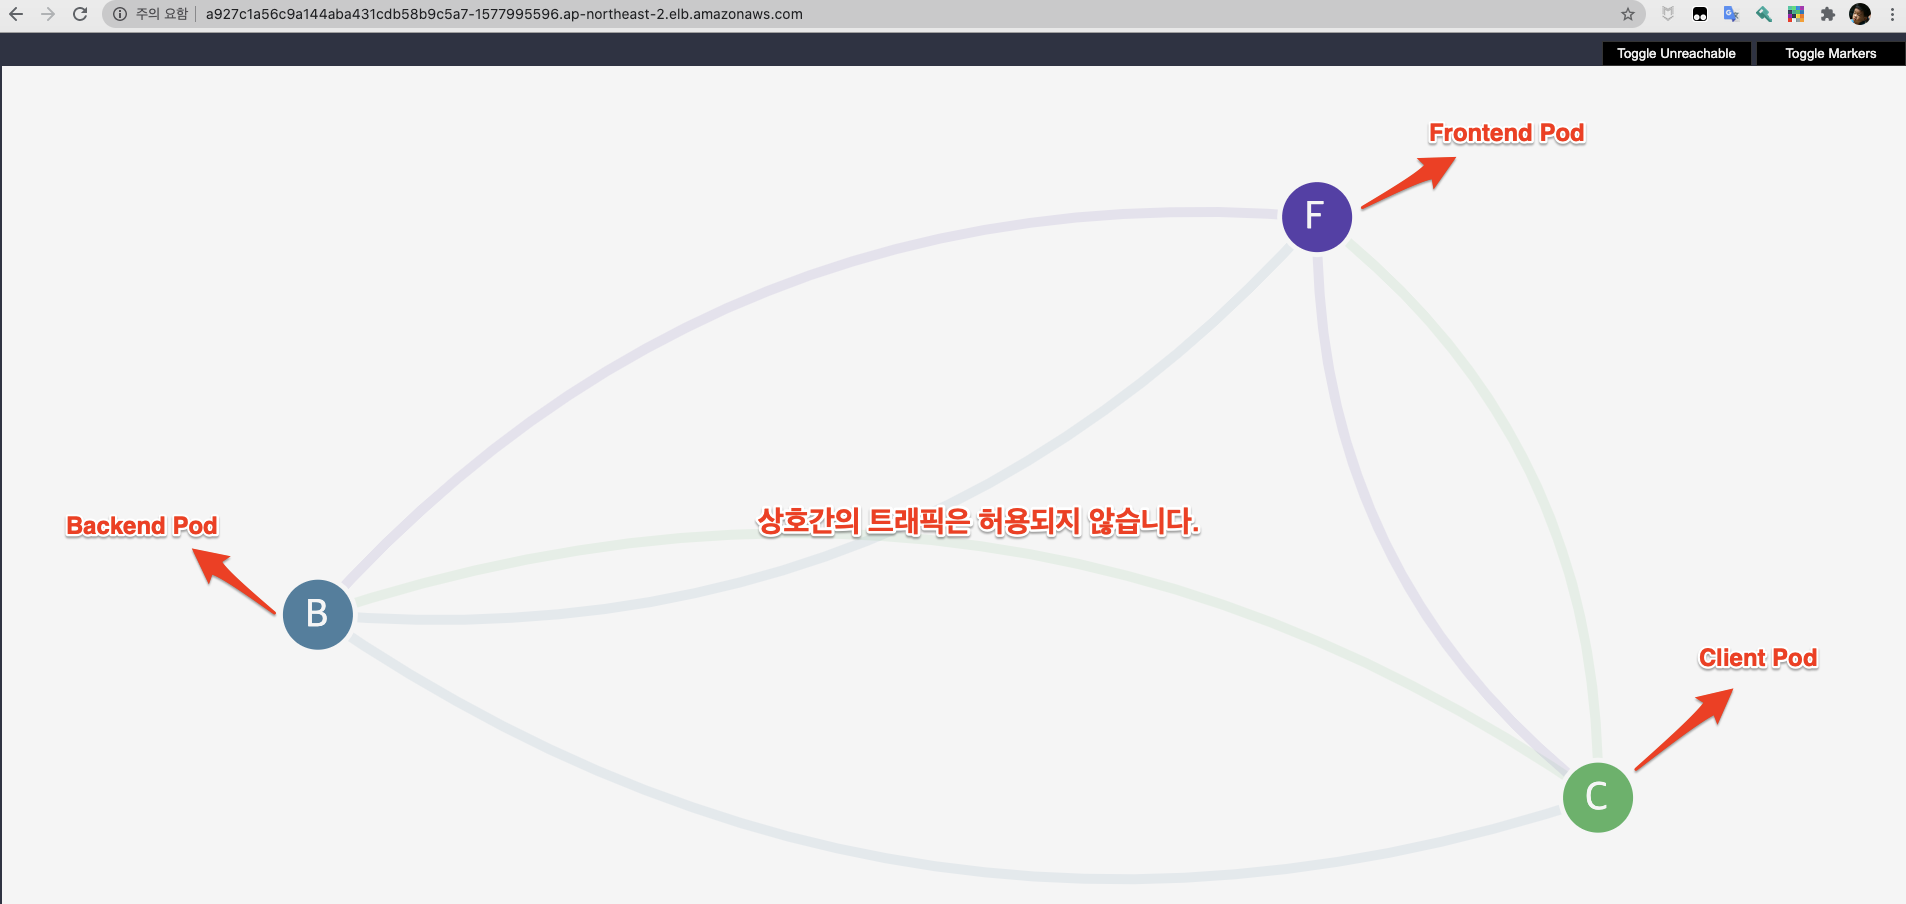 주의 요함
a927c1a56c9a144aba431cdb58b9c5a7-1577995596.ap-northeast-2.elb.amazonaws.com
Toggle Unreachable
Toggle Markers
Frontend Pod
F
상호간의 트래픽은 허용되지 않습니다.
Backend Pod
B
Client Pod
C